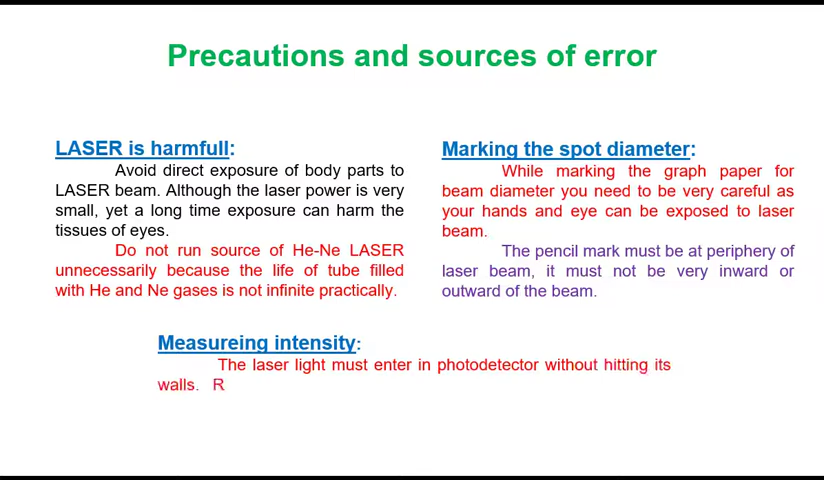 Precautions and sources of error
LASER is harmfull:
Avoid direct exposure of body parts to
LASER beam. Although the laser power is very
small, yet a long time exposure can harm the
tissues of eyes.
Do not run source of He-Ne LASER
unnecessarily because the life of tube filled
with He and Ne gases is not infinite practically.
Marking the spot diameter:
While marking the graph paper for
beam diameter you need to be very careful as
your hands and eye can be exposed to laser
beam.
The pencil mark must be at periphery of
laser beam, it must not be very inward or
outward of the beam.
Measureing intensity:
The laser light must enter in photodetector without hitting its
walls. R